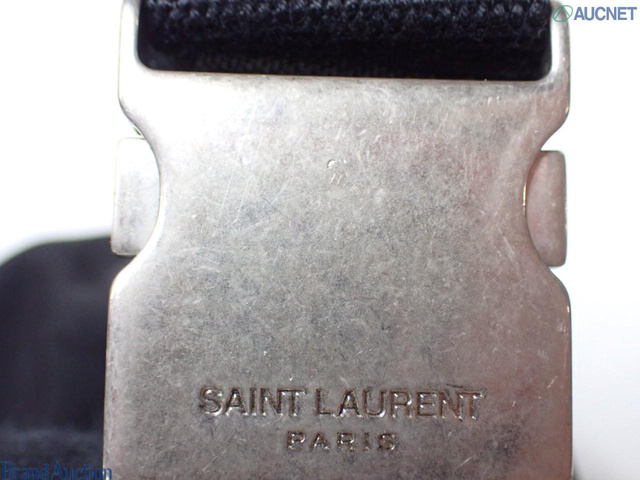 AUCNET
SAINT LAURENT
PARIS
Brand Auction